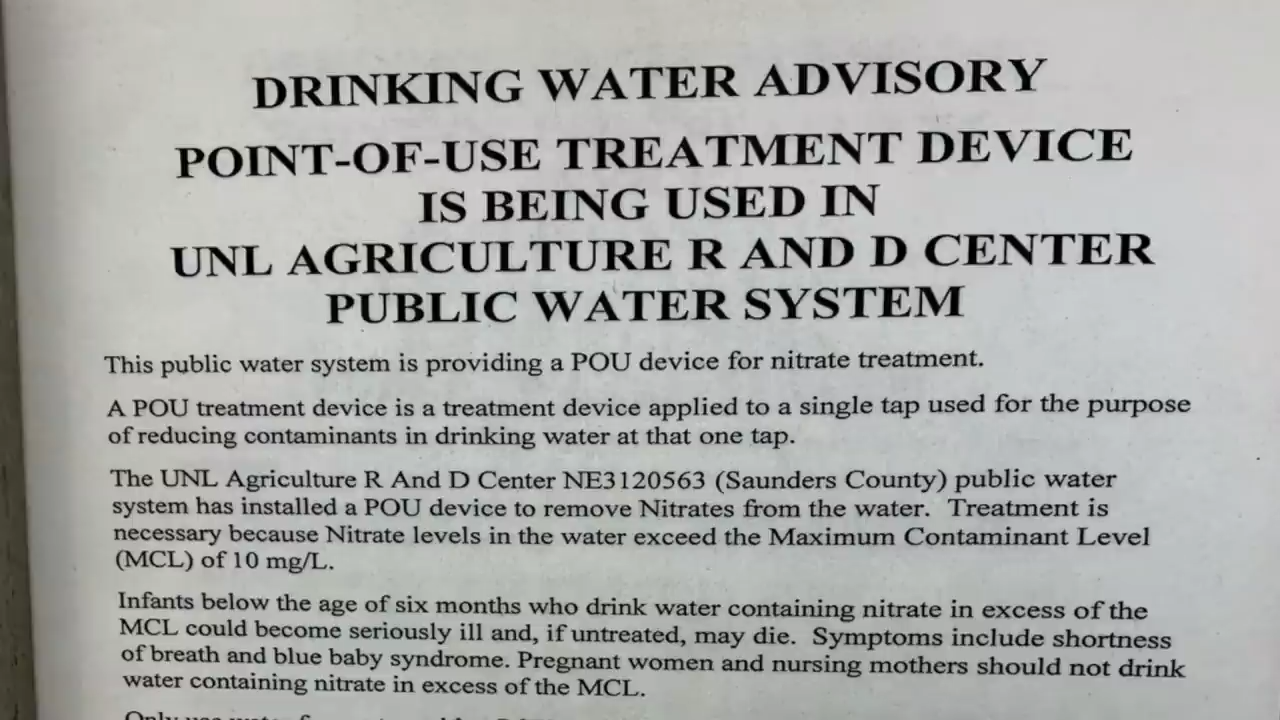 DRINKING WATER ADVISORY
POINT-OF-USE TREATMENT DEVICE
IS BEING USED IN
UNL AGRICULTURE R AND D CENTER
PUBLIC WATER SYSTEM
This public water system is providing a POU device for nitrate treatment.
A POU treatment device is a treatment device applied to a single tap used for the purpose
of reducing contaminants in drinking water at that one tap.
The UNL Agriculture R And D Center NE3120563 (Saunders County) public water
system has installed a POU device to remove Nitrates from the water.  Treatment is
necessary because Nitrate levels in the water exceed the Maximum Contaminant Level
(MCL) of 10 mg/L.
Infants below the age of six months who drink water containing nitrate in excess of the
MCL could become seriously ill and, if untreated, may die.  Symptoms include shortness
of breath and blue baby syndrome. Pregnant women and nursing mothers should not drink
water containing nitrate in excess of the MCL.
Only use water